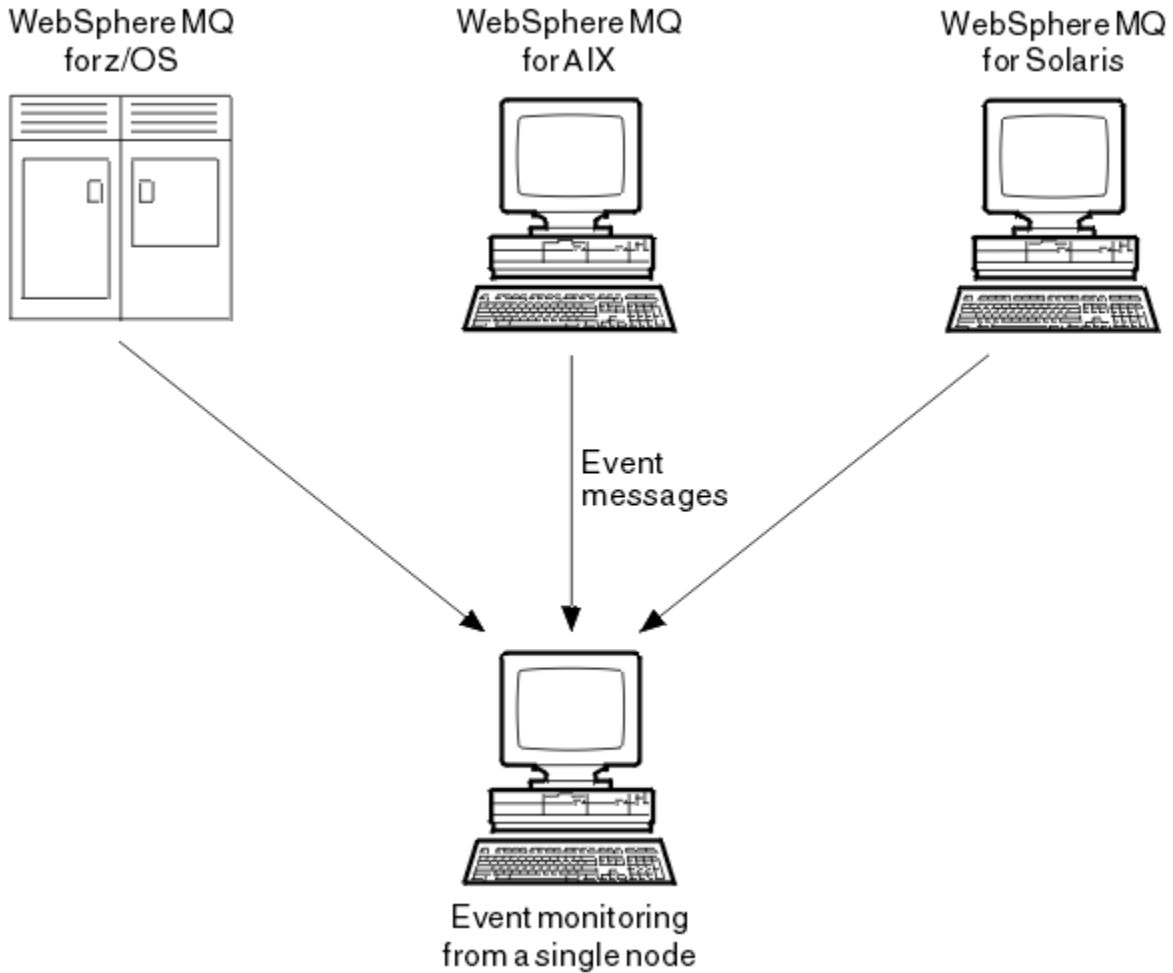 WebSphere MQ
for z/OS
WebSphere MQ
for AIX
WebSphere MQ
for Solaris
Event
messages
Event monitoring
from a single node